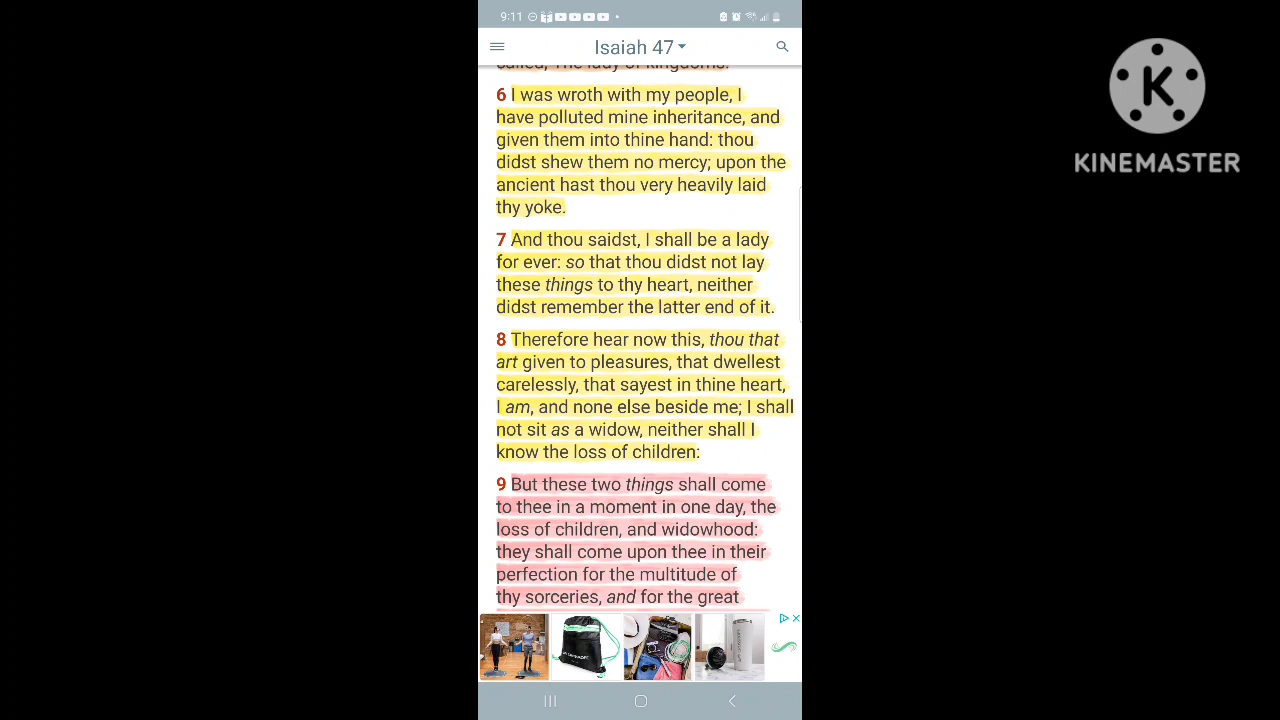 9:11
Isaiah 47
called, The lady of kingdoms.
6 I was wroth with my people, I
have polluted mine inheritance, and
given them into thine hand: thou
didst shew them no mercy; upon the
ancient hast thou very heavily laid
thy yoke.
7 And thou saidst, I shall be a lady
for ever: so that thou didst not lay
these things to thy heart, neither
didst remember the latter end of it.
8 Therefore hear now this, thou that
art given to pleasures, that dwellest
carelessly, that sayest in thine heart,
I am, and none else beside me; I shall
not sit as a widow, neither shall I
know the loss of children:
9 But these two things shall come
to thee in a moment in one day, the
loss of children, and widowhood:
they shall come upon thee in their
perfection for the multitude of
thy sorceries, and for the great
K
KINEMASTER